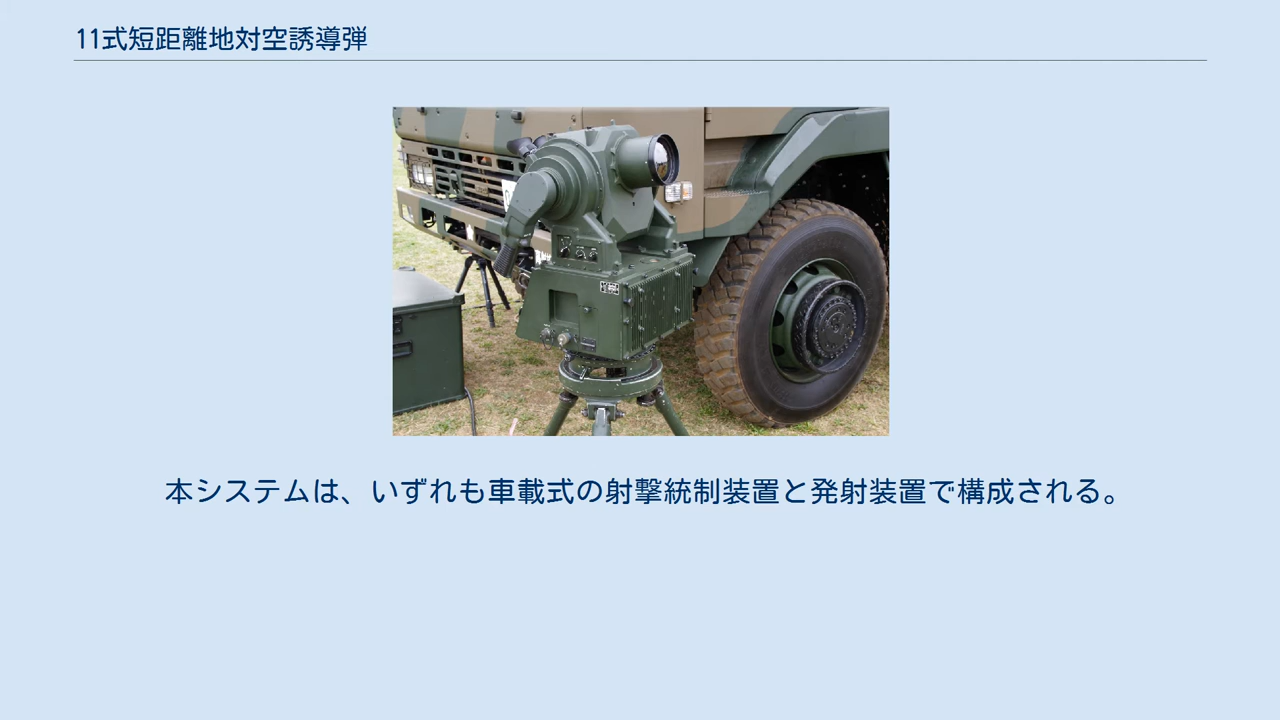 11式短距離地対空誘導弾
本システムは、いずれも車載式の射撃統制装置と発射装置で構成される。